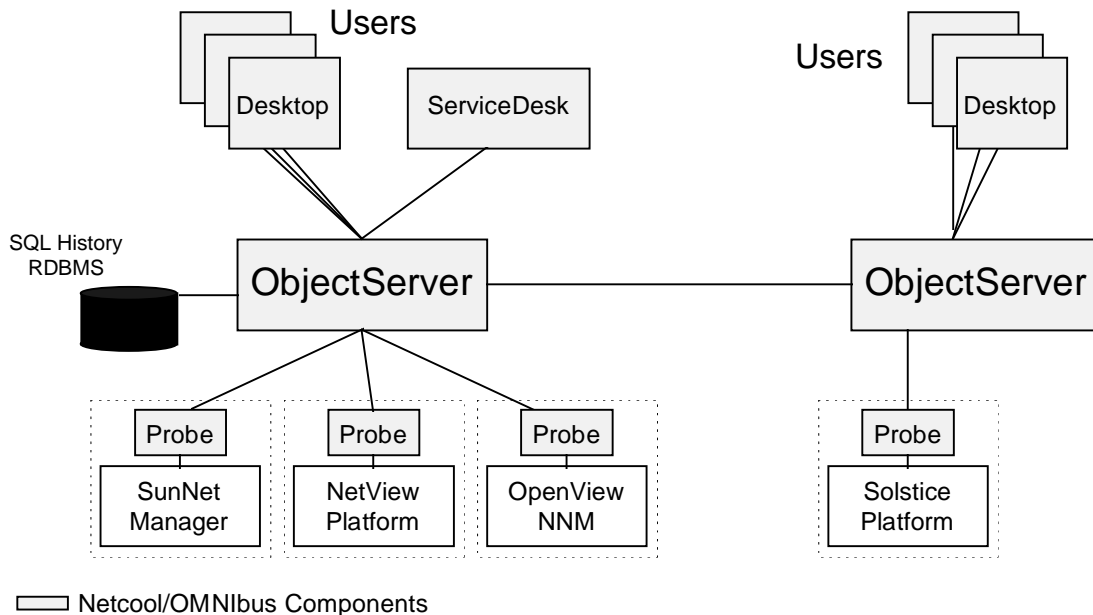 Users
Users
Desktop
ServiceDesk
Desktop
SQL History
RDBMS
ObjectServer
ObjectServer
Probe
Probe
Probe
Probe
SunNet
Manager
NetView
Platform
OpenView
NNM
Solstice
Platform
Netcool/OMNIbus Components